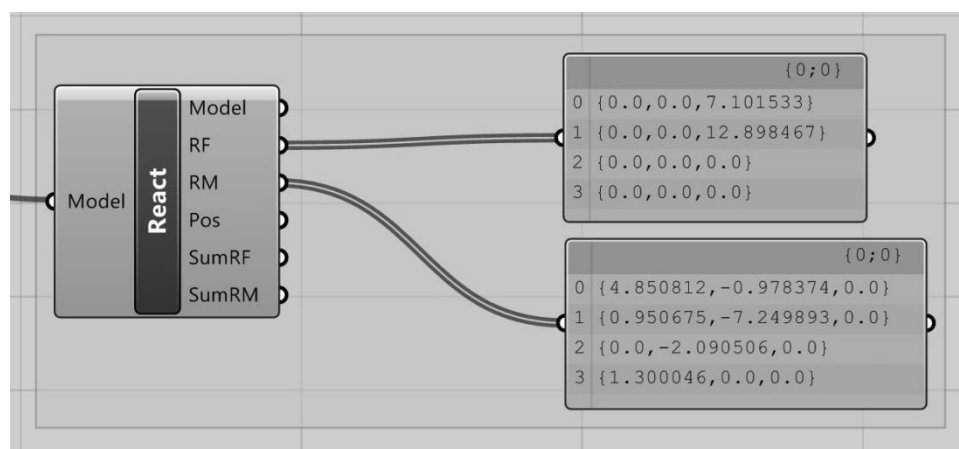 Model
React
Model
RF
RM
Pos
SumRF
SumRM
{0;0}
0 {0.0,0.0,7.101533}
1 {0.0,0.0,12.898467}
2 {0.0,0.0,0.0}
3 {0.0,0.0,0.0}
{0;0}
0 {4.850812,-0.978374,0.0}
1 {0.950675,-7.249893,0.0}
2 {0.0,-2.090506,0.0}
3 {1.300046,0.0,0.0}